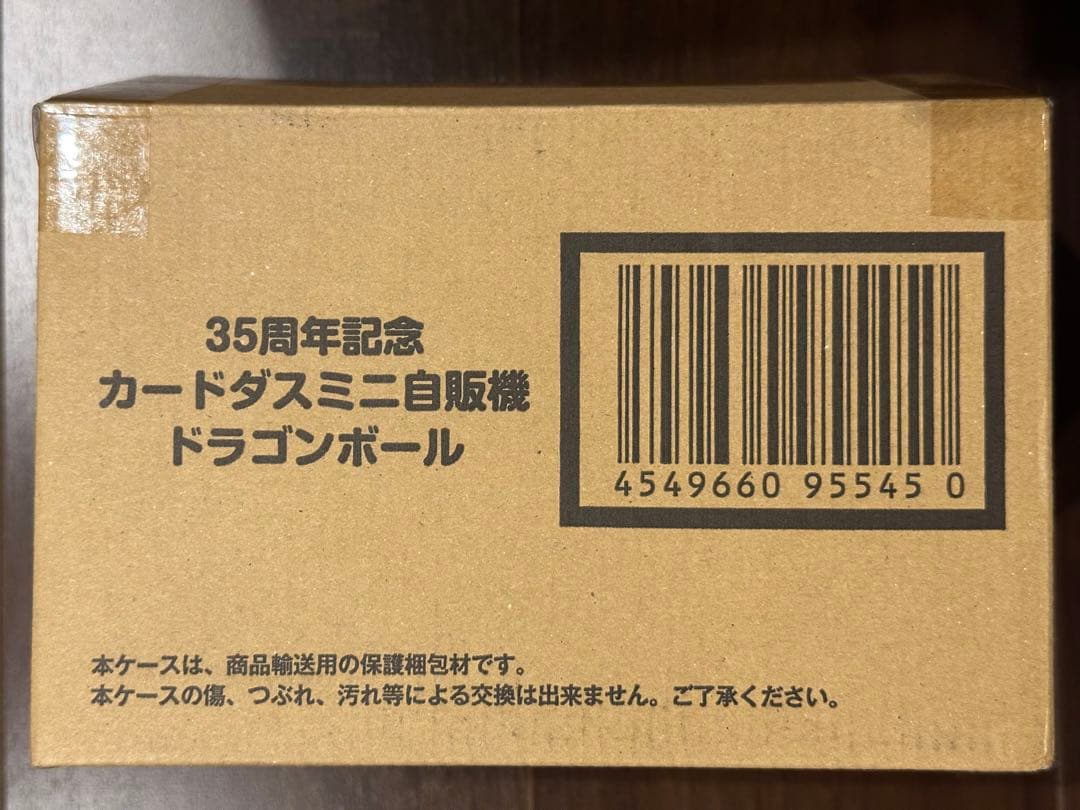 35周年記念
カードダスミニ自販機
ドラゴンボール
4549660 95545 0
本ケースは、商品輸送用の保護梱包材です。
本ケースの傷、つぶれ、汚れ等による交換は出来ません。ご了承ください。